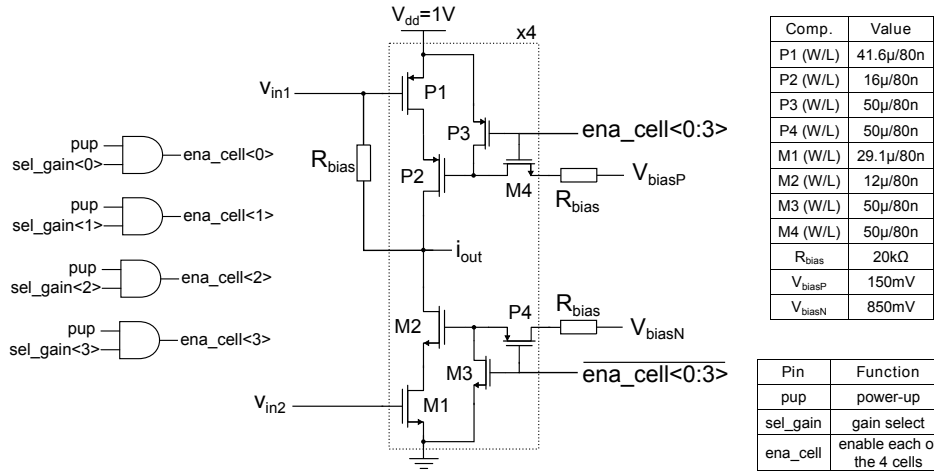 V_dd=1V
x4
v_in1
P1
P3
ena_cell<0:3>
R_bias
P2
M4
R_bias
V_biasP
i_out
M2
P4
R_bias
V_biasN
M3
ena_cell<0:3>
v_in2
M1
pup
sel_gain<0>
ena_cell<0>
pup
sel_gain<1>
ena_cell<1>
pup
sel_gain<2>
ena_cell<2>
pup
sel_gain<3>
ena_cell<3>
Comp. Value
P1 (W/L) 41.6µ/80n
P2 (W/L) 16µ/80n
P3 (W/L) 50µ/80n
P4 (W/L) 50µ/80n
M1 (W/L) 29.1µ/80n
M2 (W/L) 12µ/80n
M3 (W/L) 50µ/80n
M4 (W/L) 50µ/80n
R_bias 20kΩ
V_biasP 150mV
V_biasN 850mV
Pin Function
pup power-up
sel_gain gain select
ena_cell enable each o
the 4 cells